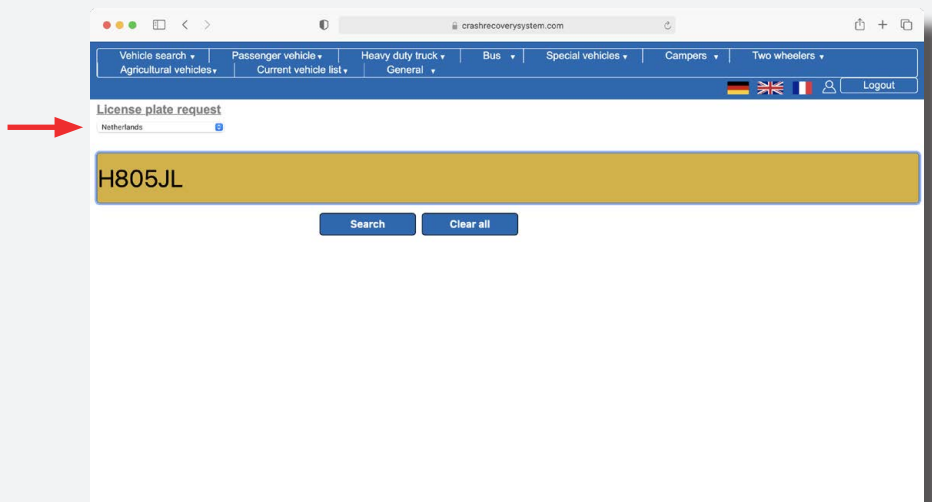 crashrecoverysystem.com
Vehicle search Passenger vehicle Heavy duty truck Bus Special vehicles Campers Two wheelers
Agricultural vehicles Current vehicle list General
Logout
License plate request
Netherlands
H805JL
Search Clear all